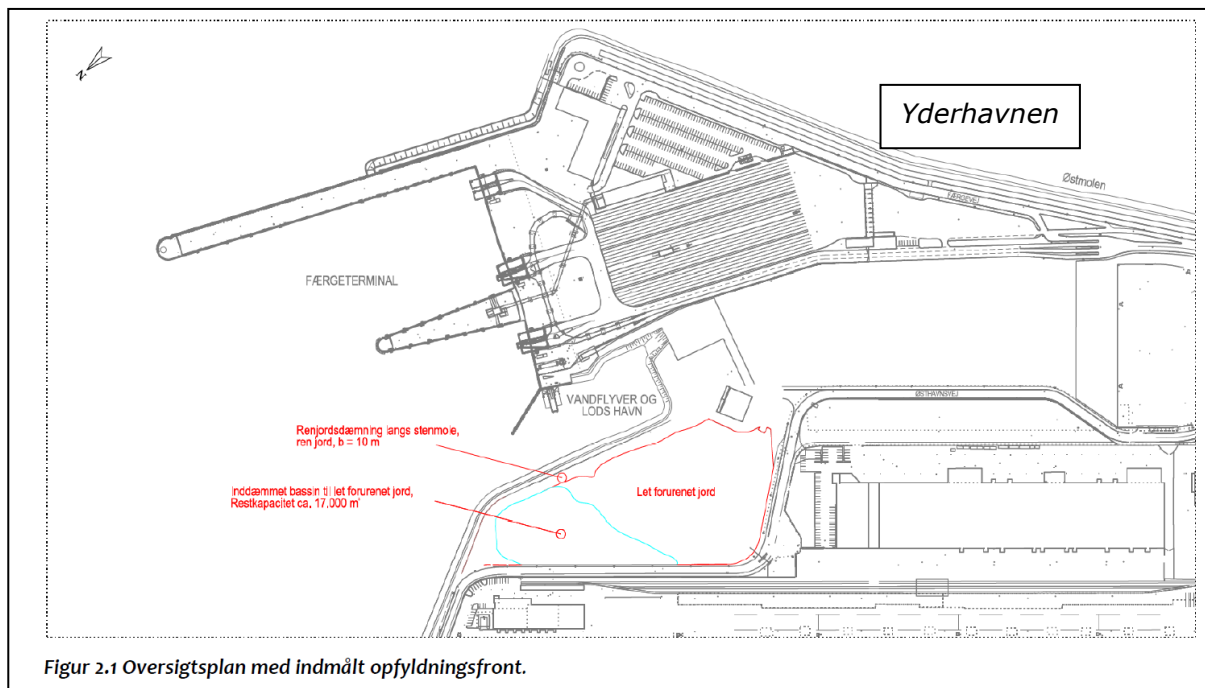 N
Yderhavnen
Østmolen
FÆRGEVEJ
FÆRGETERMINAL
VANDFLYVER OG
LODS HAVN
ØSTHAVNSVEJ
Renjordsdæmning langs stenmole,
ren jord, b = 10 m
Inddæmmet bassin til let forurenet jord,
Restkapacitet ca. 17.000 m
Let forurenet jord
Figur 2.1 Oversigtsplan med indmålt opfyldningsfront.